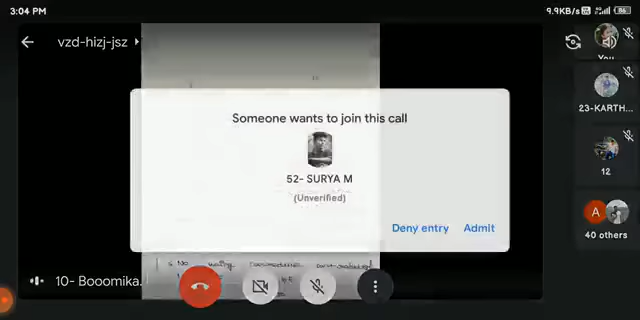 3:04 PM
9.9KB/s
86
vzd-hizj-jsz
You
Someone wants to join this call
23-KARTH...
52- SURYA M
(Unverified)
12
Deny entry
Admit
A
40 others
10- Booomika.